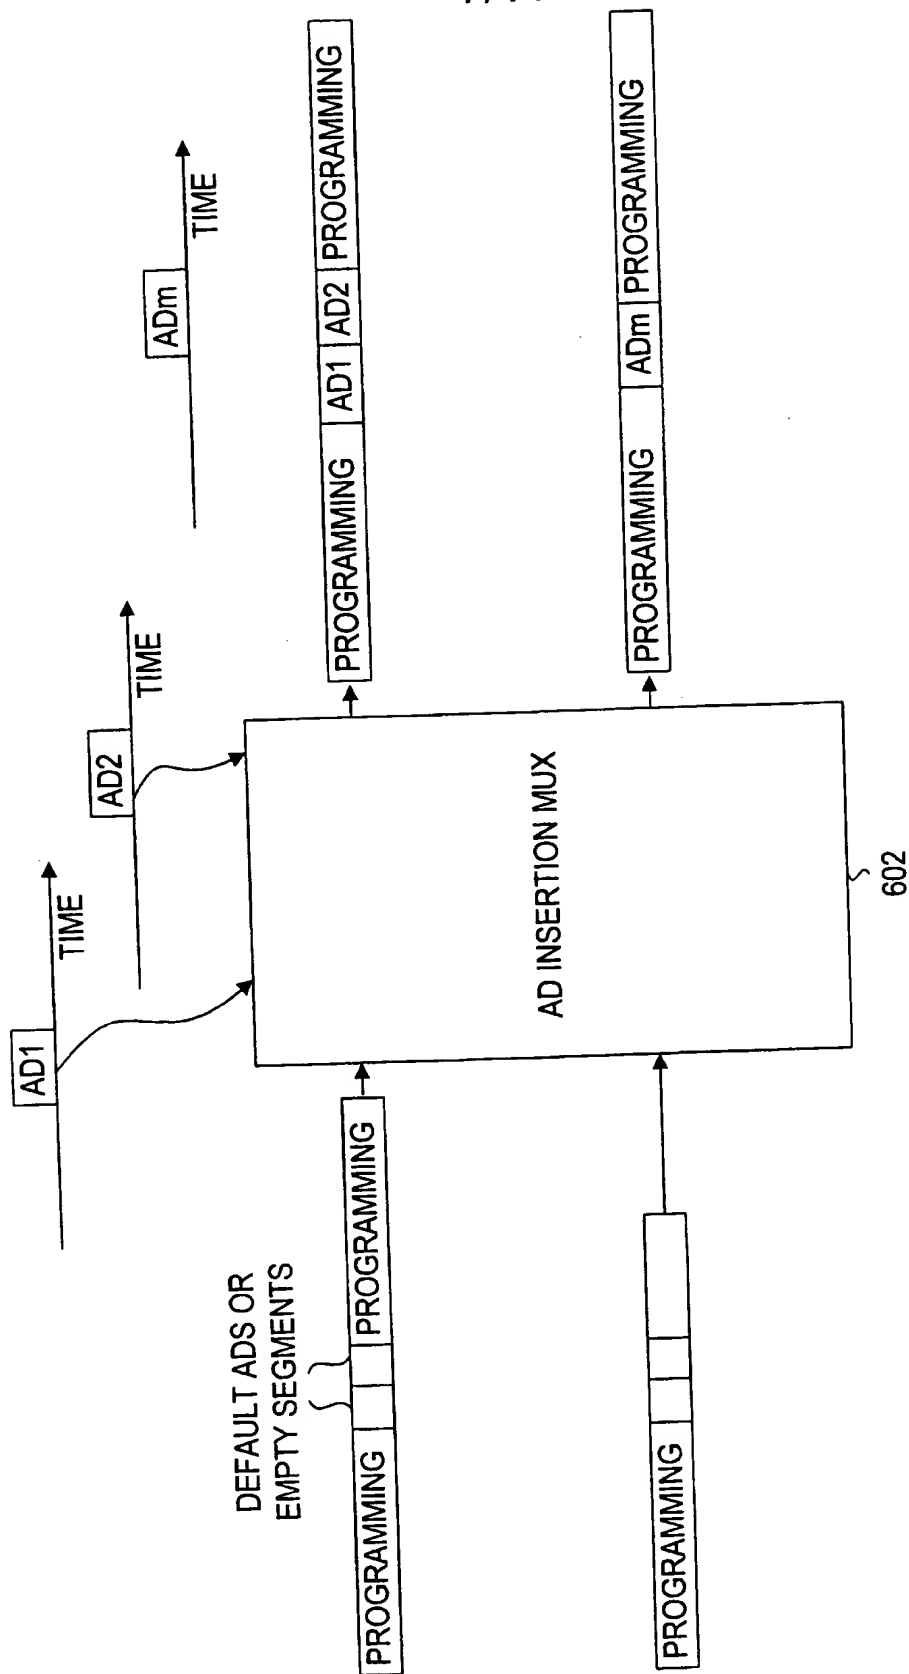 AD1
TIME
AD2
TIME
ADm
TIME
DEFAULT ADS OR
EMPTY SEGMENTS
PROGRAMMING
PROGRAMMING
PROGRAMMING
AD INSERTION MUX
602
PROGRAMMING AD1 AD2 PROGRAMMING
PROGRAMMING ADm PROGRAMMING